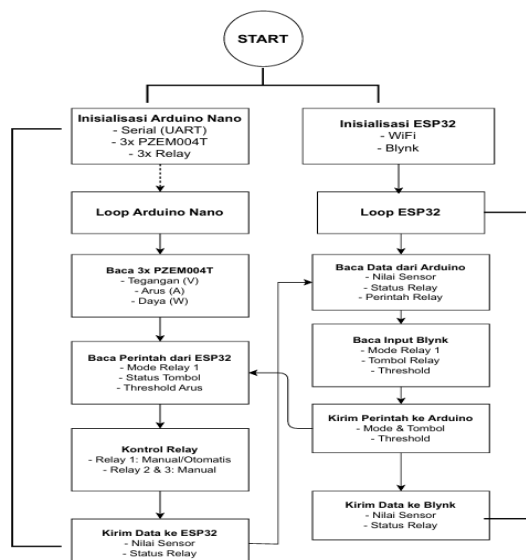 START
Inisialisasi Arduino Nano
- Serial (UART)
- 3x PZEM004T
- 3x Relay
Loop Arduino Nano
Baca 3x PZEM004T
- Tegangan (V)
- Arus (A)
- Daya (W)
Baca Perintah dari ESP32
- Mode Relay 1
- Status Tombol
- Threshold Arus
Kontrol Relay
- Relay 1: Manual/Otomatis
- Relay 2 & 3: Manual
Kirim Data ke ESP32
- Nilai Sensor
- Status Relay
Inisialisasi ESP32
- WiFi
- Blynk
Loop ESP32
Baca Data dari Arduino
- Nilai Sensor
- Status Relay
- Perintah Relay
Baca Input Blynk
- Mode Relay 1
- Tombol Relay
- Threshold
Kirim Perintah ke Arduino
- Mode & Tombol
- Threshold
Kirim Data ke Blynk
- Nilai Sensor
- Status Relay